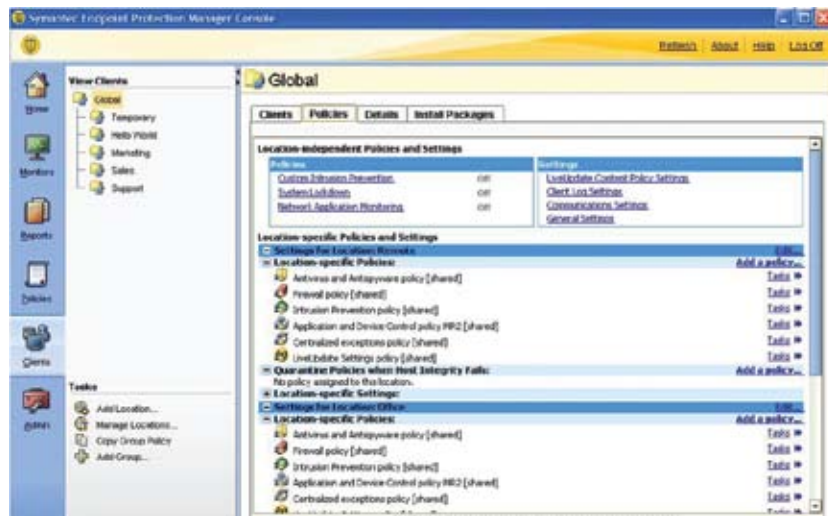 Symantec Endpoint Protection Manager Console
Refresh About Help Log Off
Home
Monitors
Reports
Policies
Clients
Admin
View Clients
Global
Temporary
Hello World
Marketing
Sales
Support
Tasks
Add Location...
Manage Locations...
Copy Group Policy
Add Group...
Global
Clients Policies Details Install Packages
Location-independent Policies and Settings
Policies Settings
Custom Intrusion Prevention Off LiveUpdate Content Policy Settings
System Lockdown Off Client Log Settings
Network Application Monitoring Off Communications Settings
General Settings
Location-specific Policies and Settings
Settings for Location: Remote Edit...
Location-specific Policies: Add a policy...
Antivirus and Antispyware policy [shared] Tasks
Firewall policy [shared] Tasks
Intrusion Prevention policy [shared] Tasks
Application and Device Control policy MR2 [shared] Tasks
Centralized exceptions policy [shared] Tasks
LiveUpdate Settings policy [shared] Tasks
Quarantine Policies when Host Integrity Fails: Add a policy...
No policy assigned to this location.
Location-specific Settings:
Settings for Location: Office Edit...
Location-specific Policies: Add a policy...
Antivirus and Antispyware policy [shared] Tasks
Firewall policy [shared] Tasks
Intrusion Prevention policy [shared] Tasks
Application and Device Control policy MR2 [shared] Tasks
Centralized exceptions policy [shared] Tasks